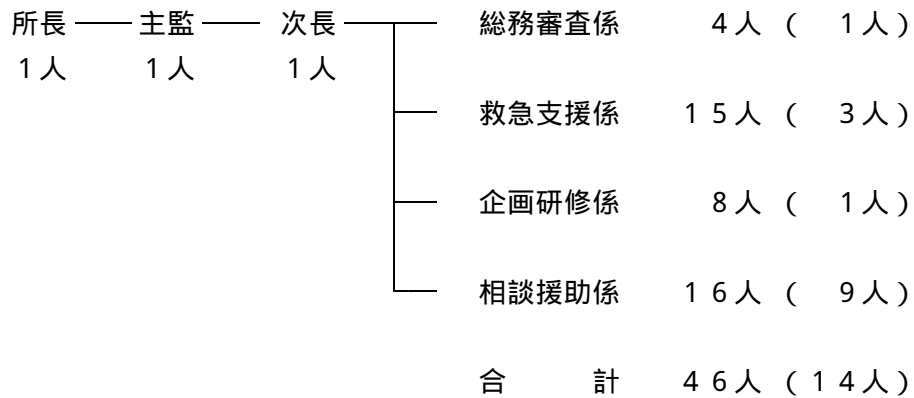 所長 主監 次長 総務審査係 4人 ( 1人)
1人 1人 1人
救急支援係 15人 ( 3人)
企画研修係 8人 ( 1人)
相談援助係 16人 ( 9人)
合計 46人 (14人)